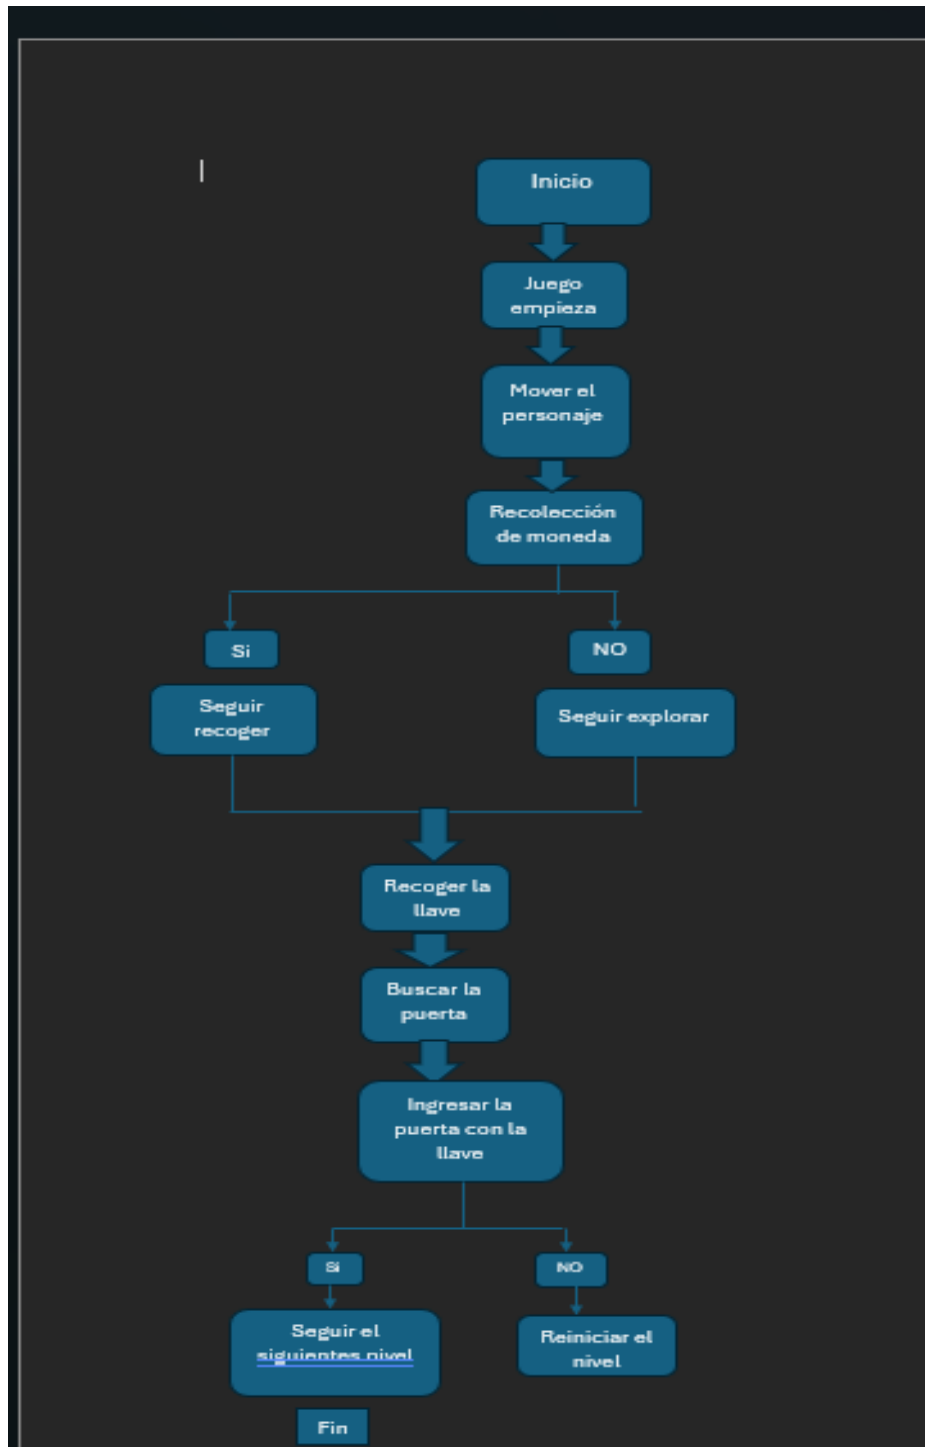 Inicio
Juego
empieza
Mover el
personaje
Recolección
de moneda
Si
NO
Seguir
recoger
Seguir explorar
Recoger la
llave
Buscar la
puerta
Ingresar la
puerta con la
llave
Si
NO
Seguir el
siguientes nivel
Reiniciar el
nivel
Fin